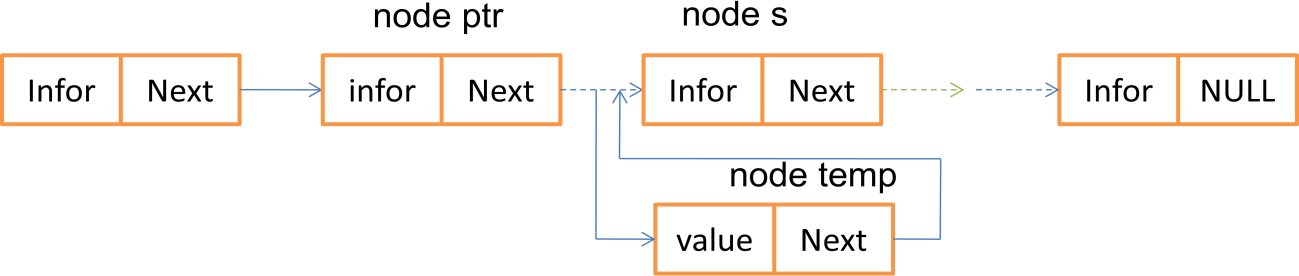 node ptr
node s
Infor Next
infor Next
Infor Next
Infor NULL
node temp
value Next